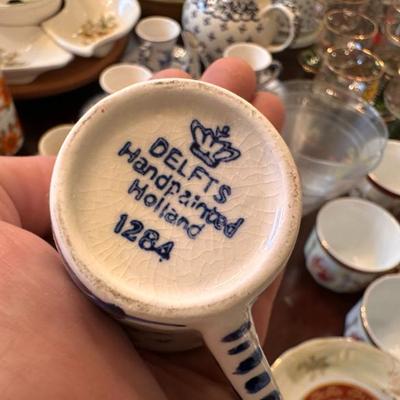 DELFTS
Handpainted
Holland
1284